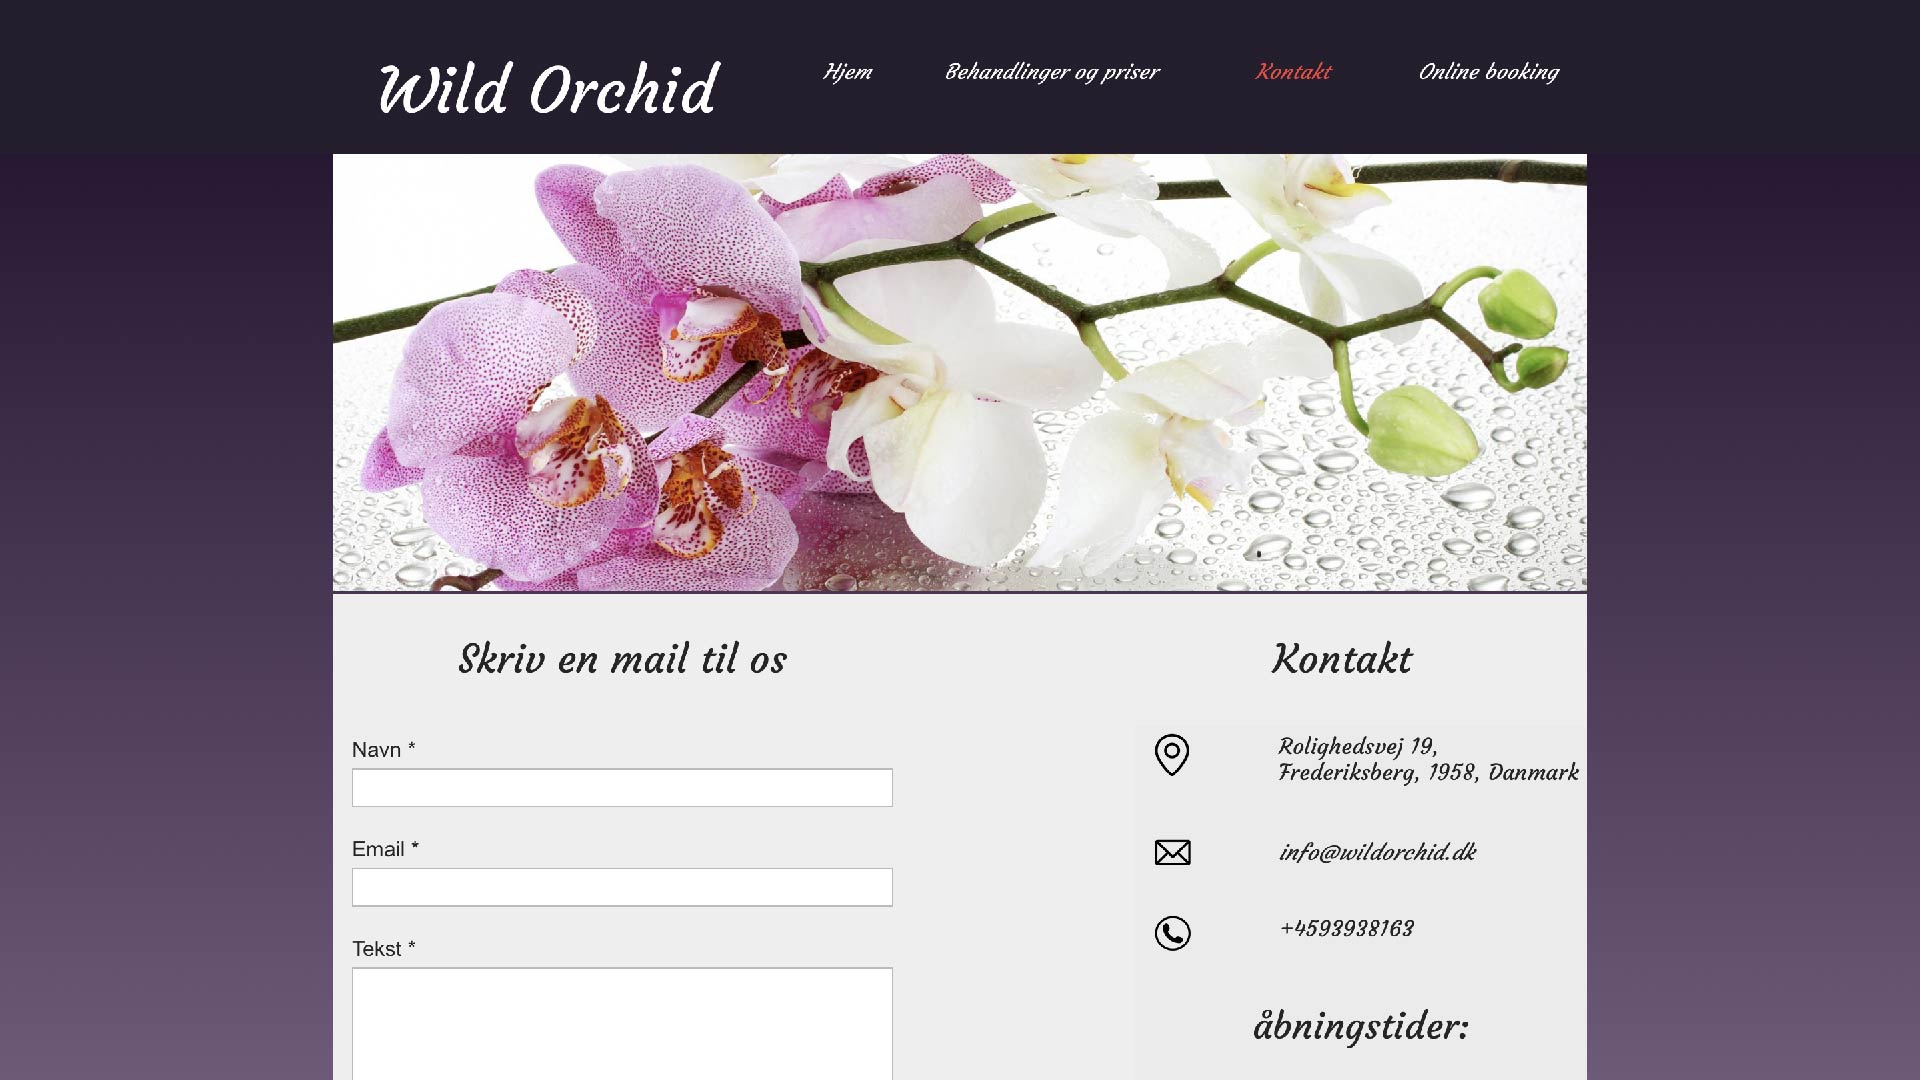 Wild Orchid
Hjem
Behandlinger og priser
Kontakt
Online booking
Skriv en mail til os
Navn *
Email *
Tekst *
Kontakt
Rolighedsvej 19,
Frederiksberg, 1958, Danmark
info@wildorchid.dk
+4593938163
åbningstider: